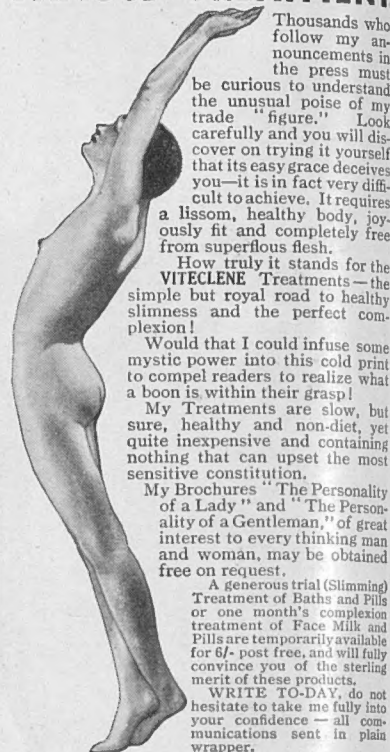 Thousands who
follow my an-
nouncements in
the press must
be curious to understand
the unusual poise of my
trade "figure." Look
carefully and you will dis-
cover on trying it yourself
that its easy grace deceives
you—it is in fact very diffi-
cult to achieve. It requires
a lissom, healthy body, joy-
ously fit and completely free
from superflous flesh.
How truly it stands for the
VITECLENE Treatments—the
simple but royal road to healthy
slimness and the perfect com-
plexion!
Would that I could infuse some
mystic power into this cold print
to compel readers to realize what
a boon is within their grasp!
My Treatments are slow, but
sure, healthy and non-diet, yet
quite inexpensive and containing
nothing that can upset the most
sensitive constitution.
My Brochures "The Personality
of a Lady" and "The Person-
ality of a Gentleman," of great
interest to every thinking man
and woman, may be obtained
free on request.
A generous trial (Slimming)
Treatment of Baths and Pills
or one month's complexion
treatment of Face Milk and
Pills are temporarily available
for 6/- post free, and will fully
convince you of the sterling
merit of these products.
WRITE TO-DAY, do not
hesitate to take me fully into
your confidence — all com-
munications sent in plain
wrapper.